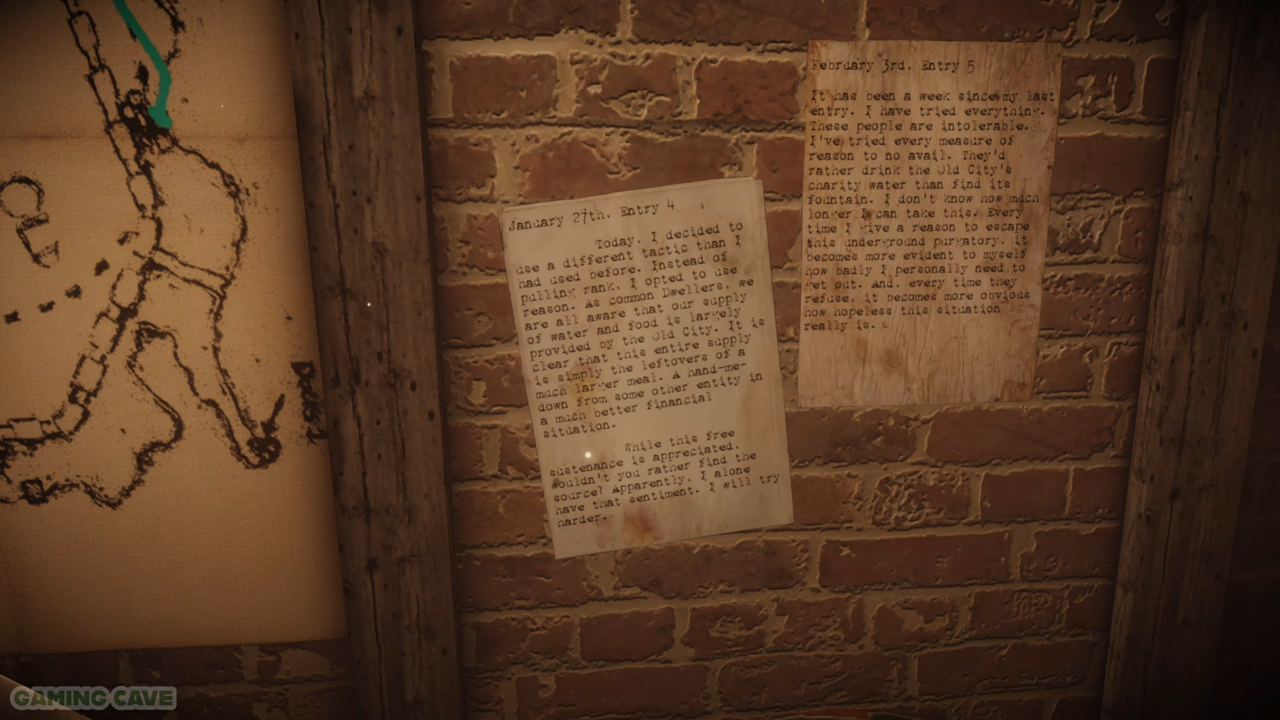 January 27th. Entry 4
Today, I decided to
use a different tactic than I
had used before. Instead of
pulling rank, I opted to use
reason. As common Dwellers, we
are all aware that our supply
of water and food is largely
provided by the Old City. It is
clear that this entire supply
is simply the leftovers of a
much larger meal. A hand-me-
down from some other entity in
a much better financial
situation.
While this free
sustenance is appreciated,
wouldn't you rather find the
source? Apparently, I alone
have that sentiment. I will try
harder.
February 3rd. Entry 5
It has been a week since my last
entry. I have tried everything.
These people are intolerable.
I've tried every measure of
reason to no avail. They'd
rather drink the Old City's
charity water than find its
fountain. I don't know how much
longer I can take this. Every
time I give a reason to escape
this underground purgatory, it
becomes more evident to myself
how badly I personally need to
get out. And, every time they
refuse, it becomes more obvious
how hopeless this situation
really is.
GAMING CAVE